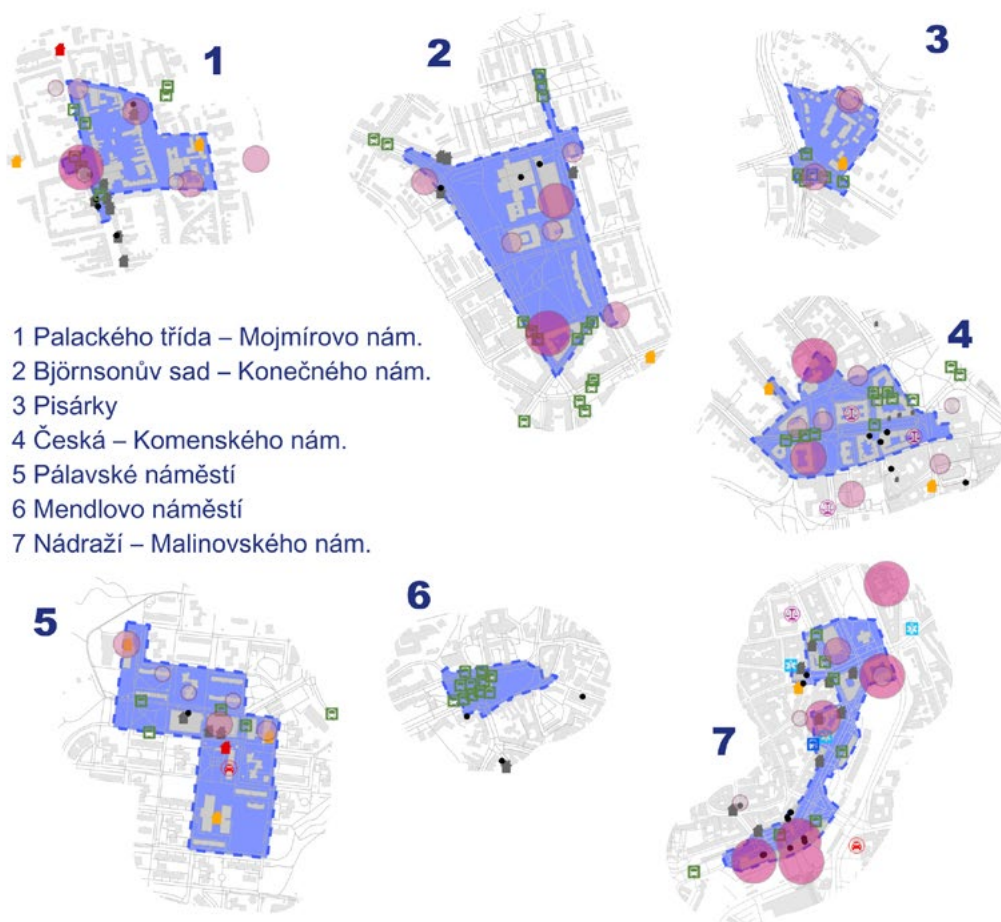 1
2
3
1 Palackého třída – Mojmírovo nám.
2 Björnsonův sad – Konečného nám.
3 Pisárky
4 Česká – Komenského nám.
5 Pálavské náměstí
6 Mendlovo náměstí
7 Nádraží – Malinovského nám.
4
5
6
7